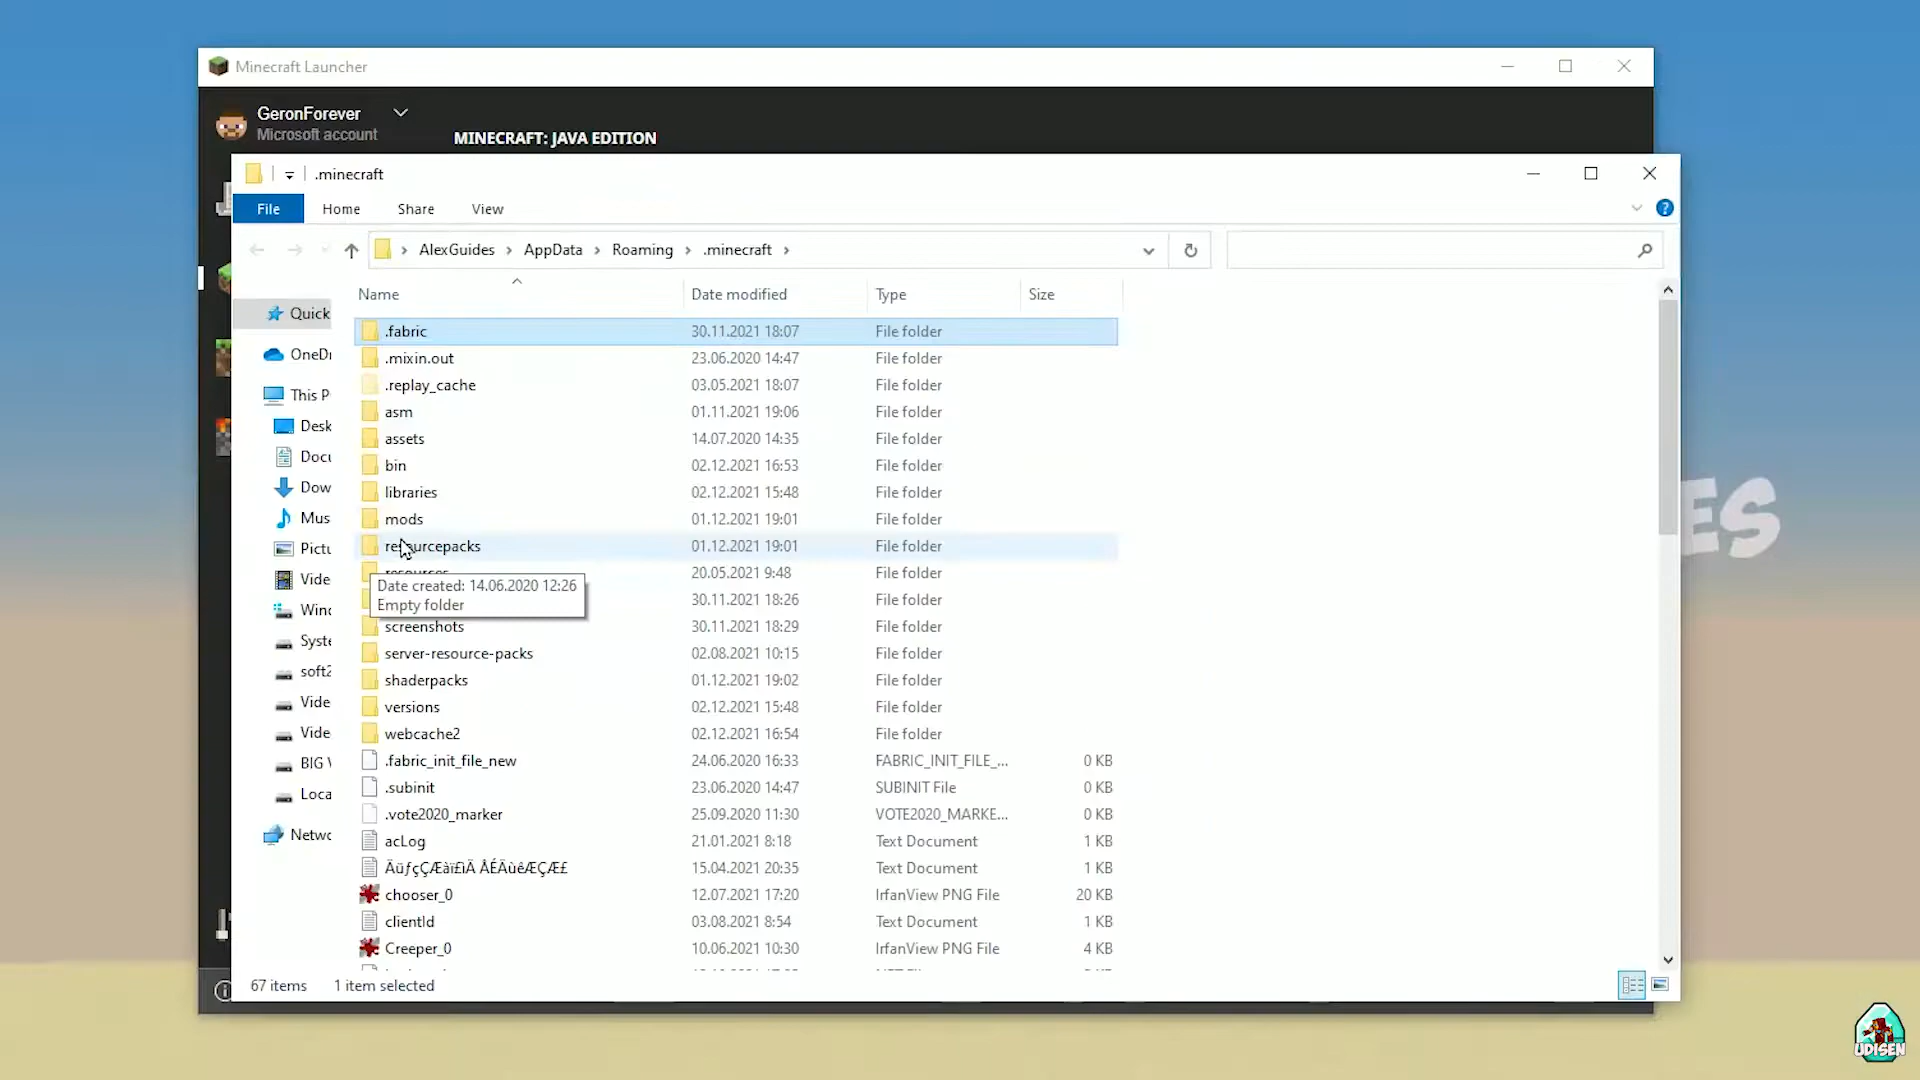 Minecraft Launcher
GeronForever
Microsoft account
MINECRAFT: JAVA EDITION
.minecraft
File Home Share View
AlexGuides > AppData > Roaming > .minecraft >
Name Date modified Type Size
Quick
OneDr
This P
Desk
Docu
Dow
Mus
Pictu
Vide
Wind
Syste
soft2
Vide
Vide
BIG V
Loca
Netwo
.fabric 30.11.2021 18:07 File folder
.mixin.out 23.06.2020 14:47 File folder
.replay_cache 03.05.2021 18:07 File folder
asm 01.11.2021 19:06 File folder
assets 14.07.2020 14:35 File folder
bin 02.12.2021 16:53 File folder
libraries 02.12.2021 15:48 File folder
mods 01.12.2021 19:01 File folder
resourcepacks 01.12.2021 19:01 File folder
resources 20.05.2021 9:48 File folder
Date created: 14.06.2020 12:26
Empty folder
30.11.2021 18:26 File folder
screenshots 30.11.2021 18:29 File folder
server-resource-packs 02.08.2021 10:15 File folder
shaderpacks 01.12.2021 19:02 File folder
versions 02.12.2021 15:48 File folder
webcache2 02.12.2021 16:54 File folder
.fabric_init_file_new 24.06.2020 16:33 FABRIC_INIT_FILE_... 0 KB
.subinit 23.06.2020 14:47 SUBINIT File 0 KB
.vote2020_marker 25.09.2020 11:30 VOTE2020_MARKE... 0 KB
acLog 21.01.2021 8:18 Text Document 1 KB
15.04.2021 20:35 Text Document 1 KB
chooser_0 12.07.2021 17:20 IrfanView PNG File 20 KB
clientId 03.08.2021 8:54 Text Document 1 KB
Creeper_0 10.06.2021 10:30 IrfanView PNG File 4 KB
67 items 1 item selected
ES
UDISEN